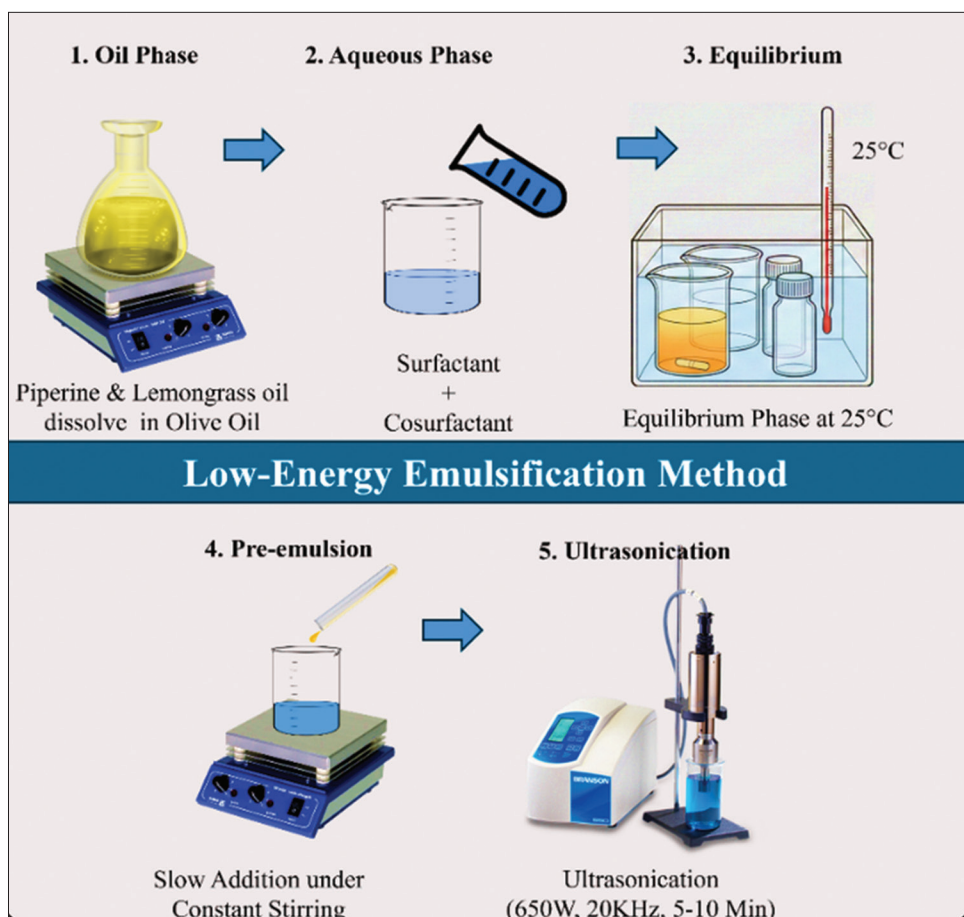 1. Oil Phase
2. Aqueous Phase
3. Equilibrium
25°C
Piperine & Lemongrass oil
dissolve in Olive Oil
Surfactant
+
Cosurfactant
Equilibrium Phase at 25°C
Low-Energy Emulsification Method
4. Pre-emulsion
5. Ultrasonication
BRANSON
Slow Addition under
Constant Stirring
Ultrasonication
(650W, 20KHz, 5-10 Min)